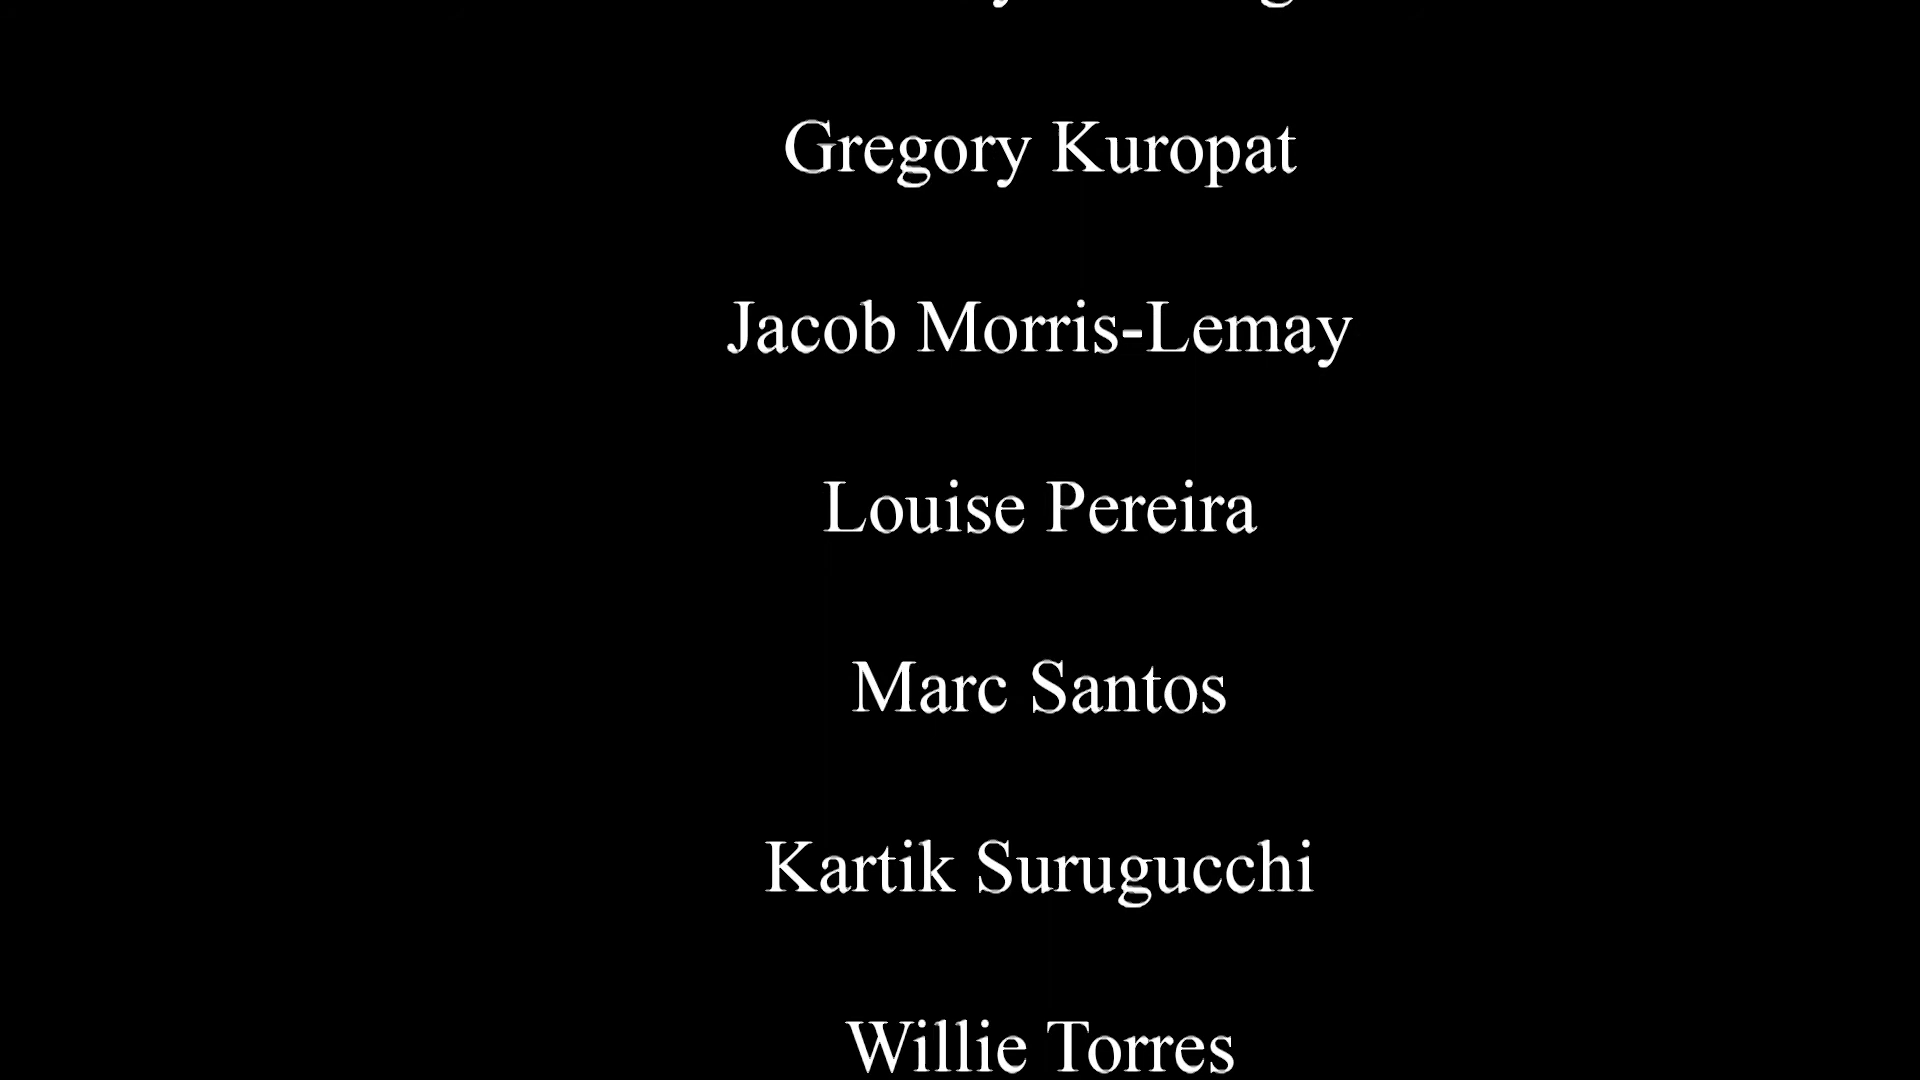 Gregory Kuropat
Jacob Morris-Lemay
Louise Pereira
Marc Santos
Kartik Surugucchi
Willie Torres